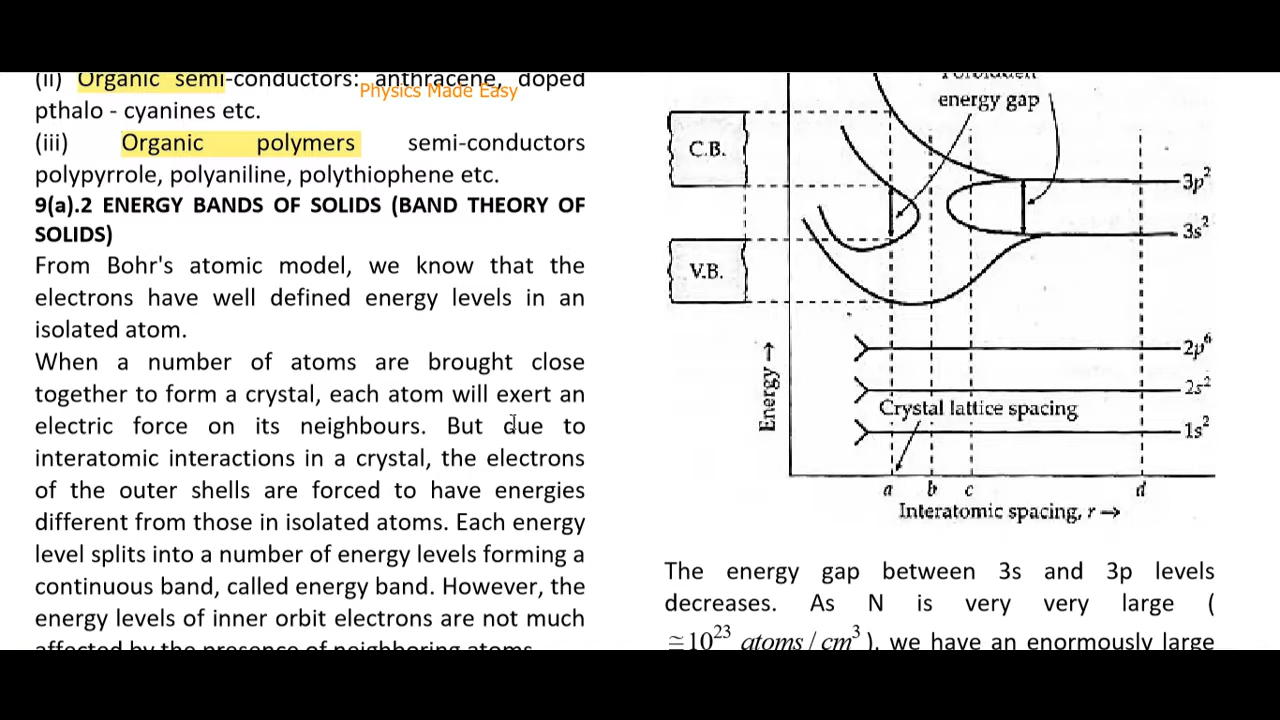 (ii) Organic semi-conductors: anthracene, doped
Physics Made Easy
pthalo - cyanines etc.
(iii) Organic polymers semi-conductors
polypyrrole, polyaniline, polythiophene etc.
9(a).2 ENERGY BANDS OF SOLIDS (BAND THEORY OF
SOLIDS)
From Bohr's atomic model, we know that the
electrons have well defined energy levels in an
isolated atom.
When a number of atoms are brought close
together to form a crystal, each atom will exert an
electric force on its neighbours. But due to
interatomic interactions in a crystal, the electrons
of the outer shells are forced to have energies
different from those in isolated atoms. Each energy
level splits into a number of energy levels forming a
continuous band, called energy band. However, the
energy levels of inner orbit electrons are not much
affected by the presence of neighboring atoms.
Forbidden
energy gap
C.B.
3p²
3s²
V.B.
2p⁶
2s²
Crystal lattice spacing
1s²
Energy →
a b c d
Interatomic spacing, r →
The energy gap between 3s and 3p levels
decreases. As N is very very large (
≃10²³ atoms / cm³ ), we have an enormously large